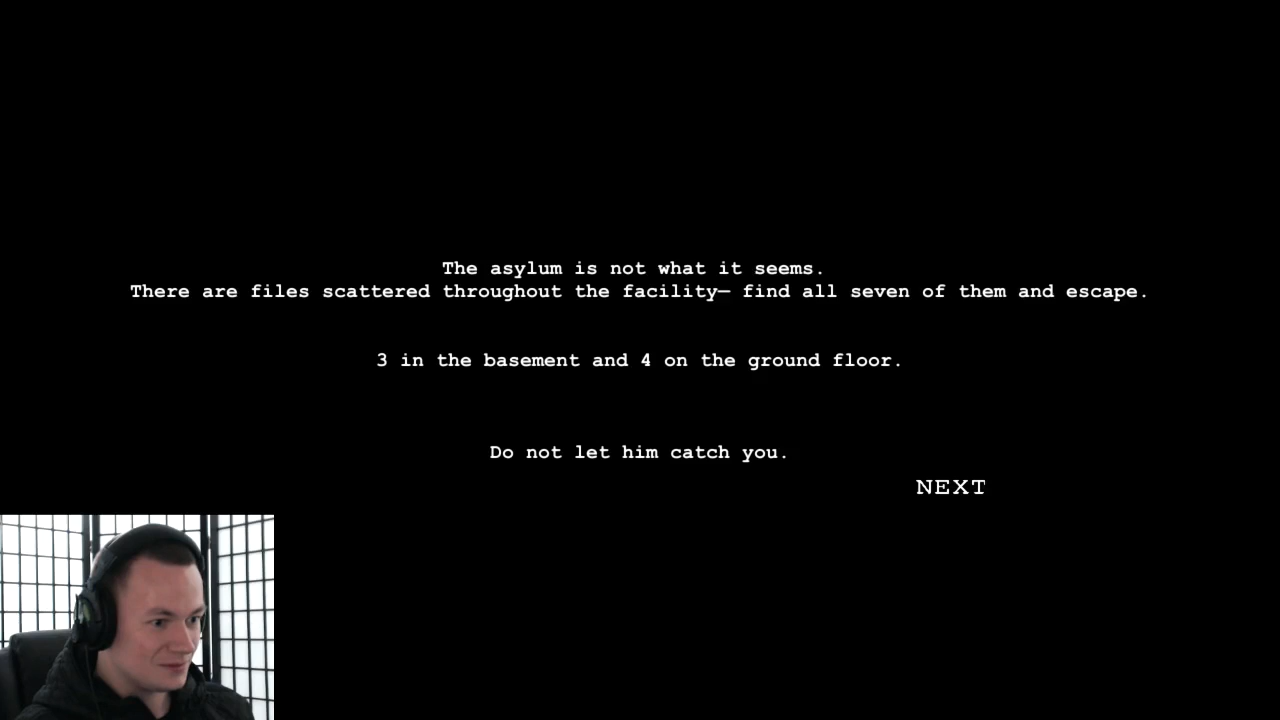 The asylum is not what it seems.
There are files scattered throughout the facility— find all seven of them and escape.
3 in the basement and 4 on the ground floor.
Do not let him catch you.
NEXT